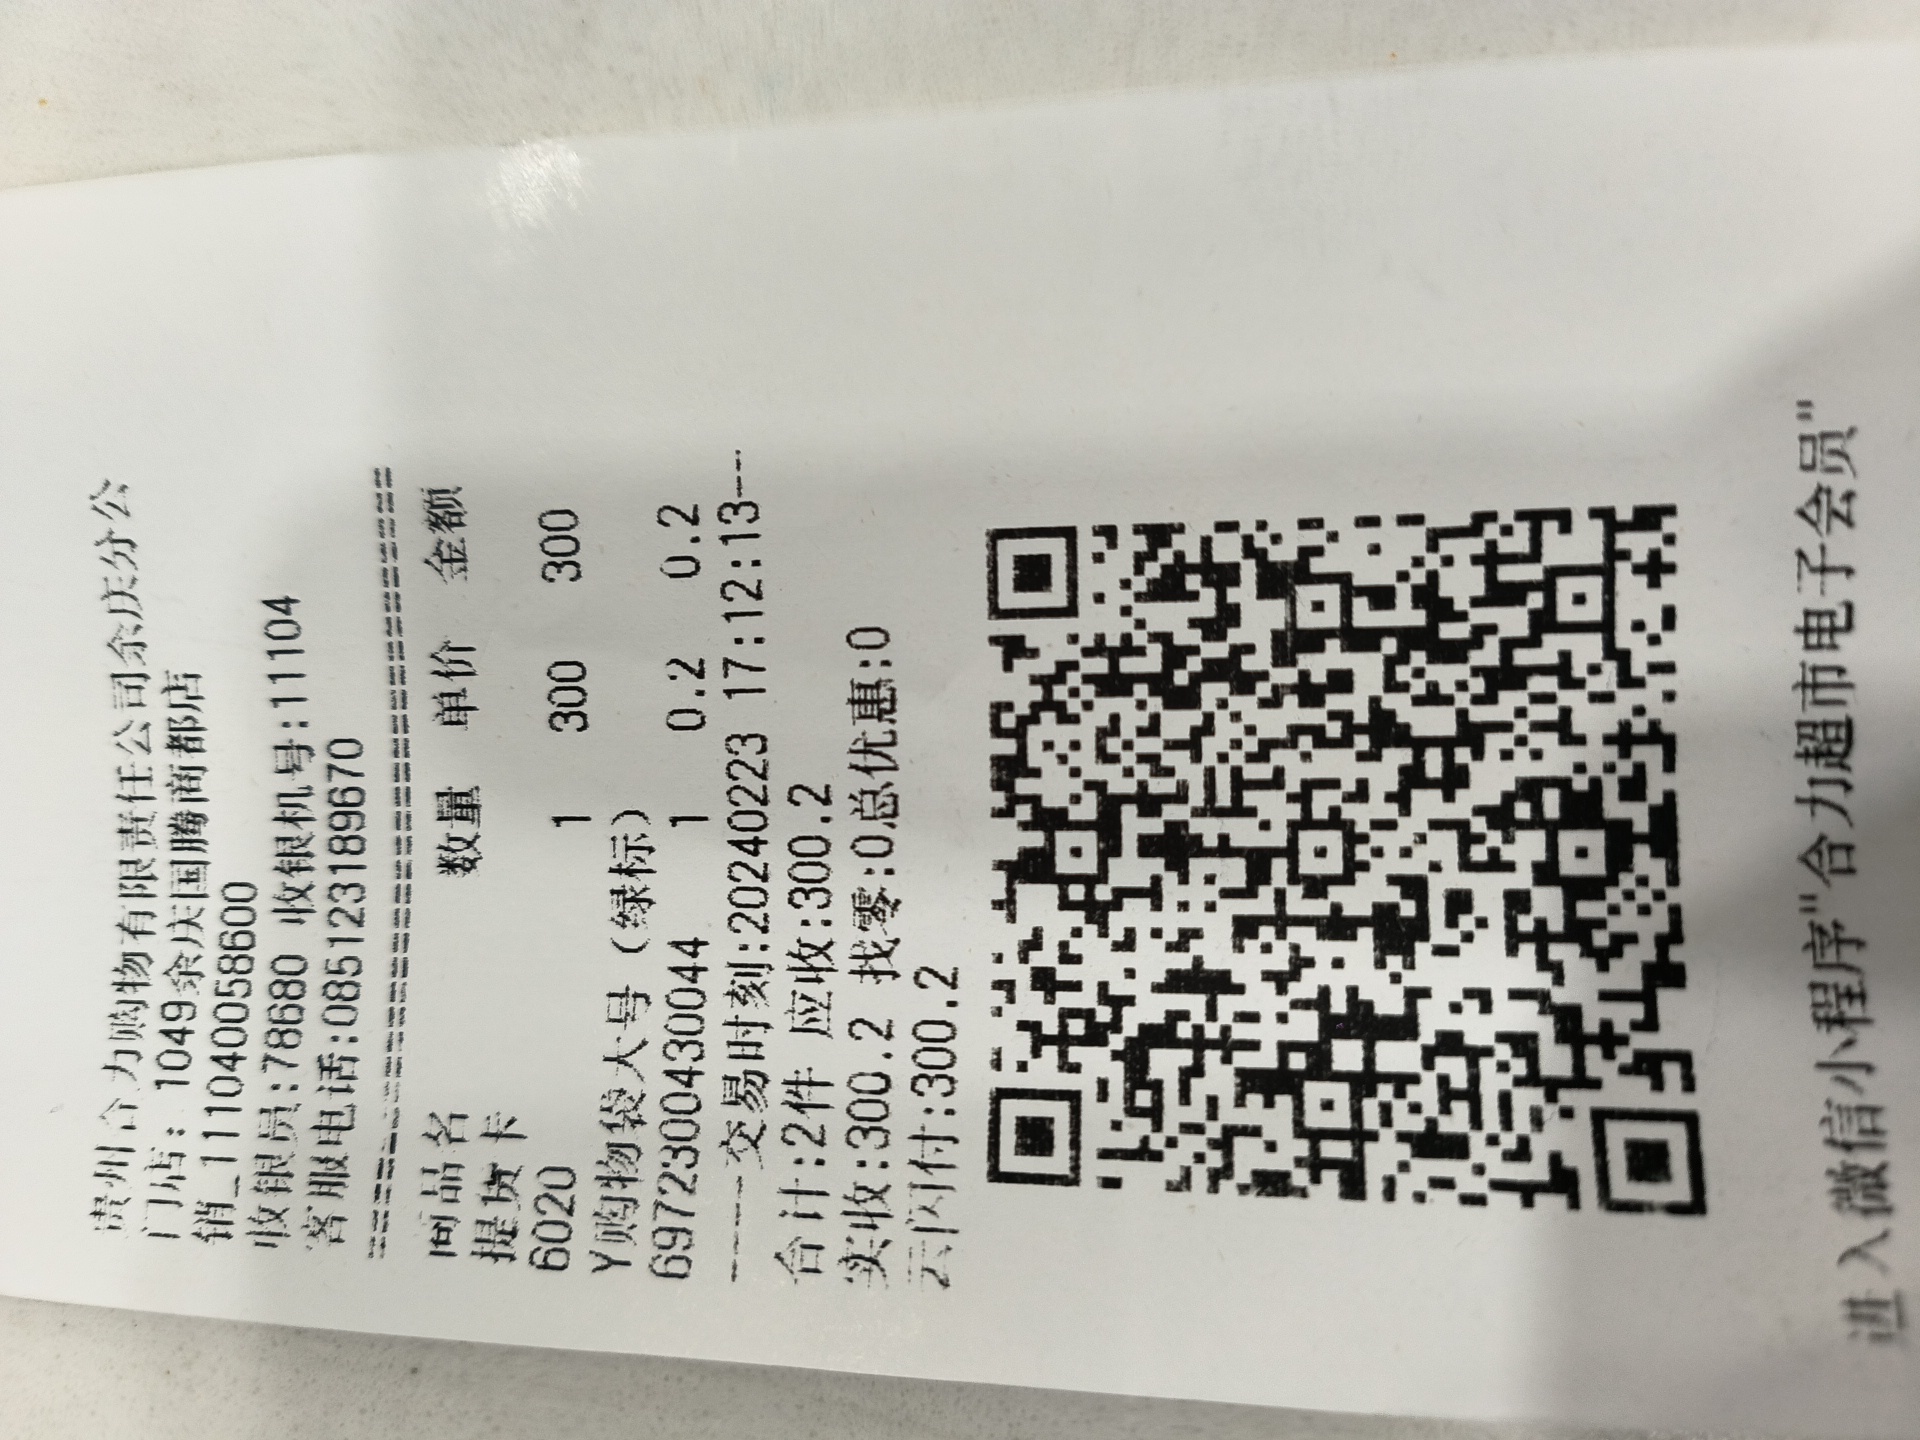 贵州合力购物有限责任公司余庆分公
门店: 1049余庆国腾商都店
销_1110400058600
收银员:78680 收银机号:11104
客服电话:085123189670
================================
商品名 数量 单价 金额
提货卡
6020 1 300 300
Y购物袋大号(绿标)
6972300430044 1 0.2 0.2
----交易时刻:20240223 17:12:13---
合计:2件 应收:300.2
实收:300.2 找零:0总优惠:0
云闪付:300.2
进入微信小程序"合力超市电子会员"